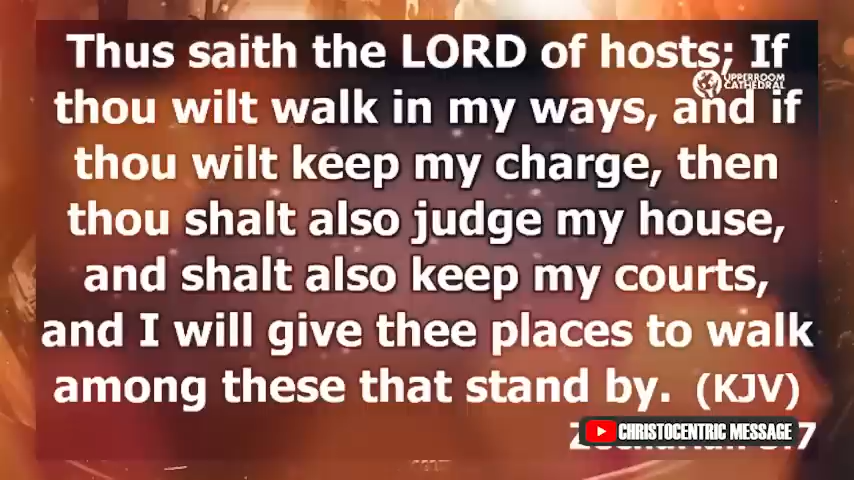 Thus saith the LORD of hosts; If
thou wilt walk in my ways, and if
thou wilt keep my charge, then
thou shalt also judge my house,
and shalt also keep my courts,
and I will give thee places to walk
among these that stand by. (KJV)
UPPERROOM
CATHEDRAL
CHRISTOCENTRIC MESSAGE